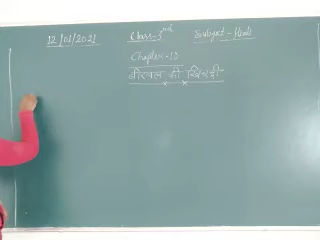 12/01/2021 Class-3rd Subject - Hindi
Chapter-10
बीरबल की खिचड़ी